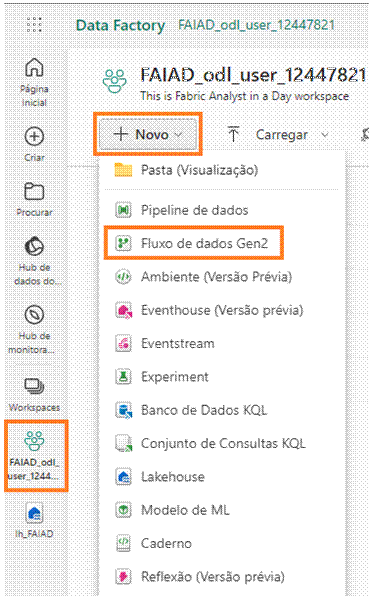 Data Factory FAIAD_odl_user_12447821
Página
inicial
Criar
Procurar
Hub de
dados do...
Hub de
monitora...
Workspaces
FAIAD_odl_
user_1244...
lh_FAIAD
FAIAD_odl_user_12447821
This is Fabric Analyst in a Day workspace
Novo
Carregar
Pasta (Visualização)
Pipeline de dados
Fluxo de dados Gen2
Ambiente (Versão Prévia)
Eventhouse (Versão prévia)
Eventstream
Experiment
Banco de Dados KQL
Conjunto de Consultas KQL
Lakehouse
Modelo de ML
Caderno
Reflexão (Versão prévia)